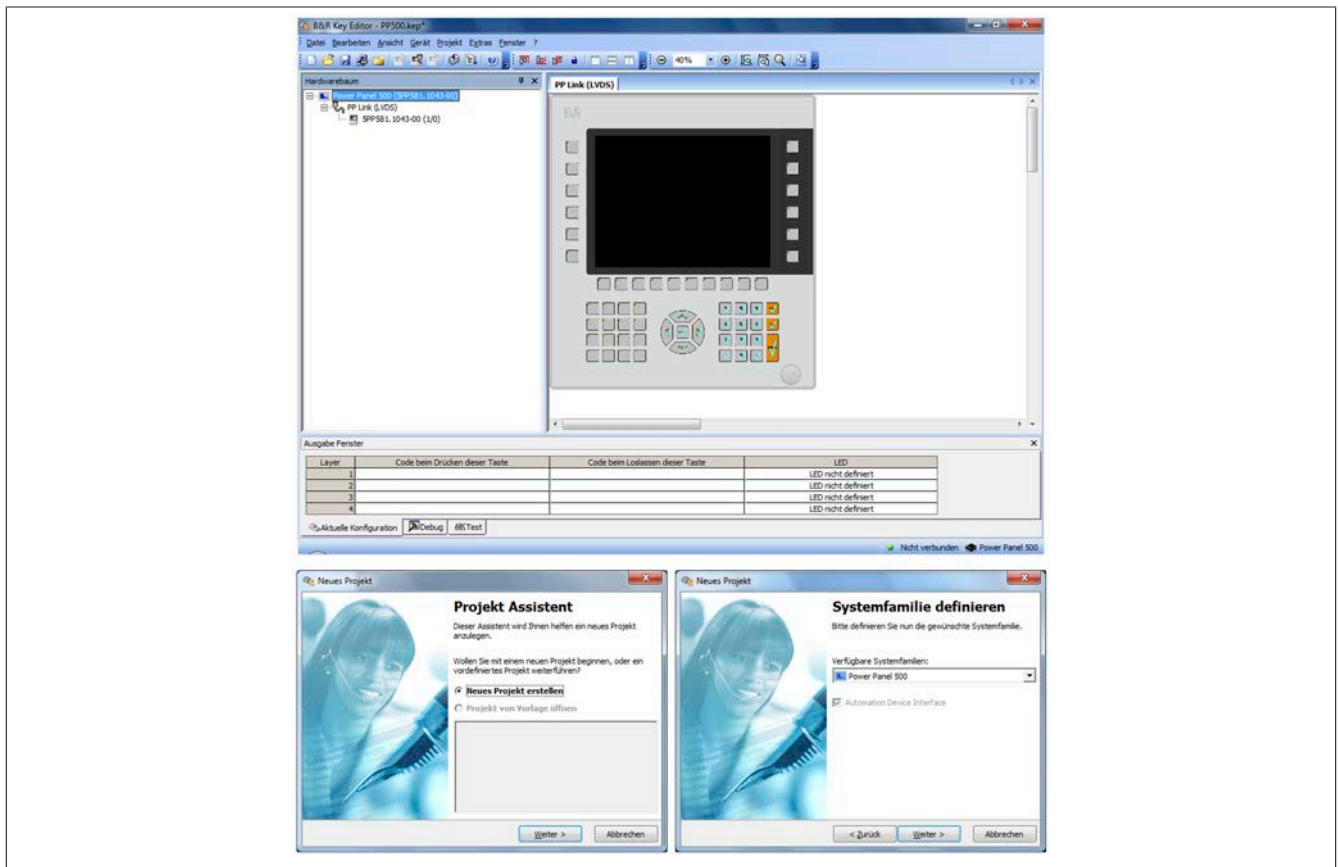 B&R Key Editor - PP500.kep*
Datei Bearbeiten Ansicht Gerät Projekt Extras Fenster ?
40%
Hardwarebaum
PP Link (LVDS)
Power Panel 500 (5PP581.1043-00)
PP Link (LVDS)
5PP581.1043-00 (1/0)
B&R
Ausgabe Fenster
Layer Code beim Drücken dieser Taste Code beim Loslassen dieser Taste LED
1 LED nicht definiert
2 LED nicht definiert
3 LED nicht definiert
4 LED nicht definiert
Aktuelle Konfiguration Debug Test
Nicht verbunden Power Panel 500
Neues Projekt
Projekt Assistent
Dieser Assistent wird Ihnen helfen ein neues Projekt
anzulegen.
Wollen Sie mit einem neuen Projekt beginnen, oder ein
vordefiniertes Projekt weiterführen?
Neues Projekt erstellen
Projekt von Vorlage öffnen
Weiter > Abbrechen
Neues Projekt
Systemfamilie definieren
Bitte definieren Sie nun die gewünschte Systemfamilie.
Verfügbare Systemfamilien:
Power Panel 500
Automation Device Interface
< Zurück Weiter > Abbrechen